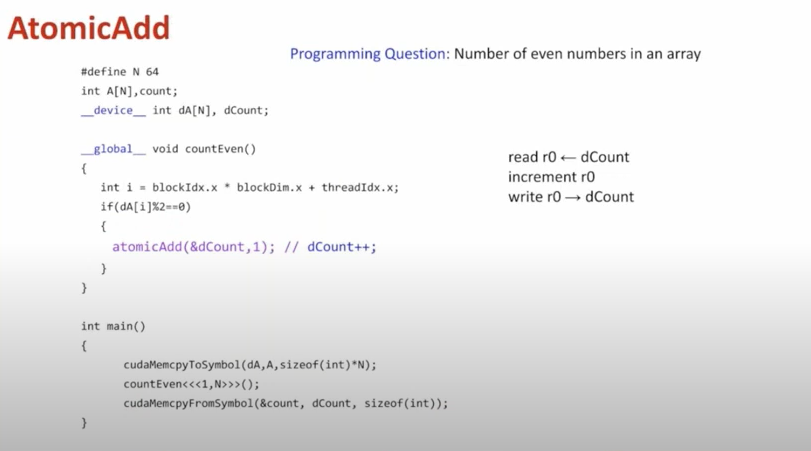 AtomicAdd
Programming Question: Number of even numbers in an array
#define N 64
int A[N],count;
__device__ int dA[N], dCount;
__global__ void countEven()
{
int i = blockIdx.x * blockDim.x + threadIdx.x;
if(dA[i]%2==0)
{
atomicAdd(&dCount,1); // dCount++;
}
}
int main()
{
cudaMemcpyToSymbol(dA,A,sizeof(int)*N);
countEven<<<1,N>>>();
cudaMemcpyFromSymbol(&count, dCount, sizeof(int));
}
read r0 ← dCount
increment r0
write r0 → dCount